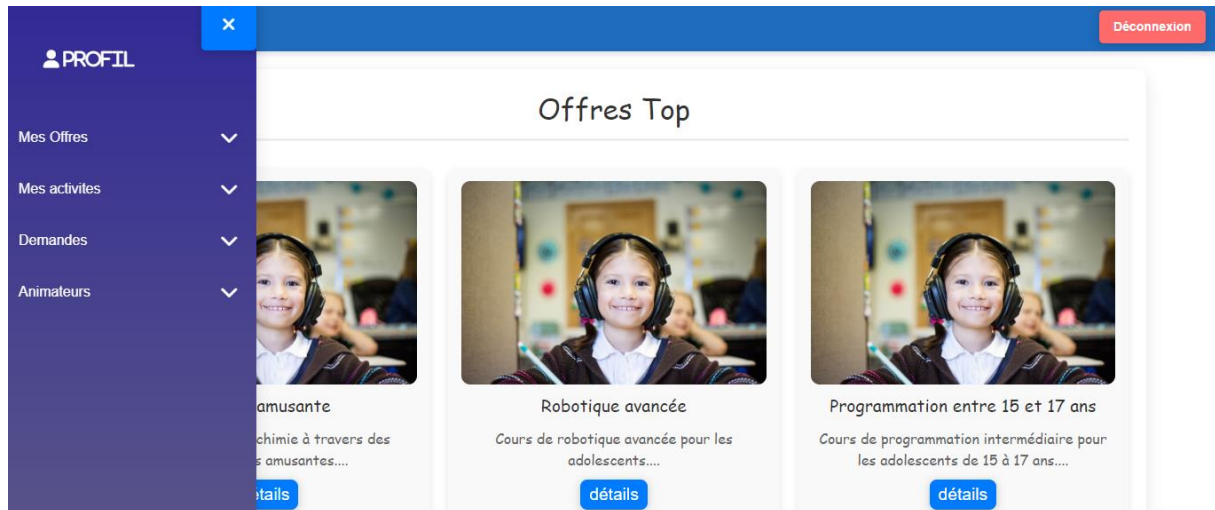 PROFIL
Mes Offres
Mes activites
Demandes
Animateurs
Déconnexion
Offres Top
amusante
chimie à travers des
amusantes....
Robotique avancée
Cours de robotique avancée pour les
adolescents....
détails
Programmation entre 15 et 17 ans
Cours de programmation intermédiaire pour
les adolescents de 15 à 17 ans....
détails